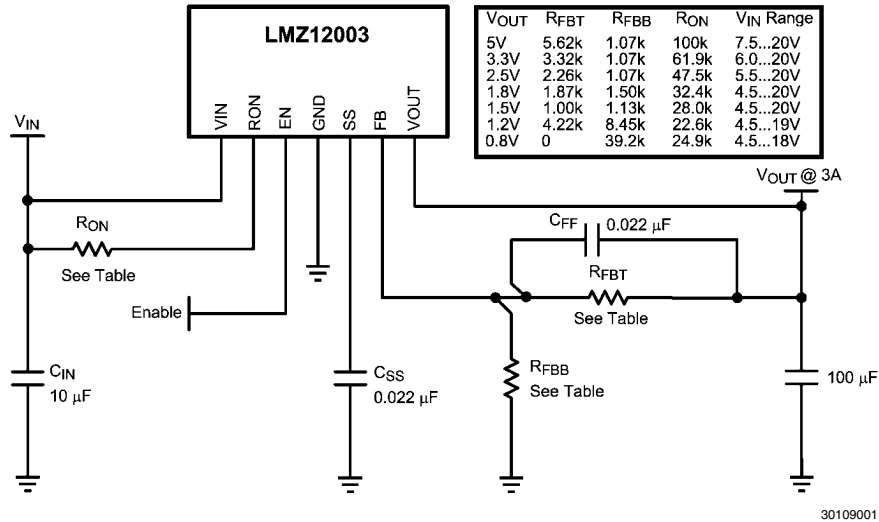 LMZ12003
VIN
RON
EN
GND
SS
FB
VOUT
VOUT RFBT RFBB RON VIN Range
5V 5.62k 1.07k 100k 7.5...20V
3.3V 3.32k 1.07k 61.9k 6.0...20V
2.5V 2.26k 1.07k 47.5k 5.5...20V
1.8V 1.87k 1.50k 32.4k 4.5...20V
1.5V 1.00k 1.13k 28.0k 4.5...20V
1.2V 4.22k 8.45k 22.6k 4.5...19V
0.8V 0 39.2k 24.9k 4.5...18V
VIN
VOUT @ 3A
RON
See Table
CFF 0.022 µF
RFBT
See Table
Enable
CIN
10 µF
CSS
0.022 µF
RFBB
See Table
100 µF
30109001